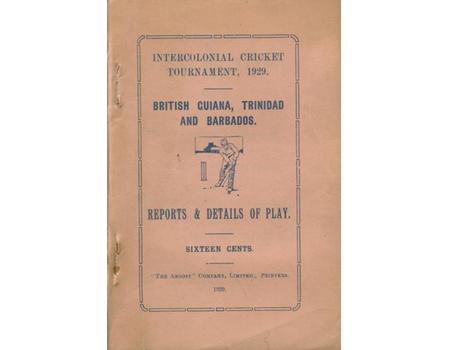 INTERCOLONIAL CRICKET
TOURNAMENT, 1929.
BRITISH GUIANA, TRINIDAD
AND BARBADOS.
REPORTS & DETAILS OF PLAY.
SIXTEEN CENTS.
"THE ARGOSY" COMPANY, LIMITED., PRINTERS.
1929.